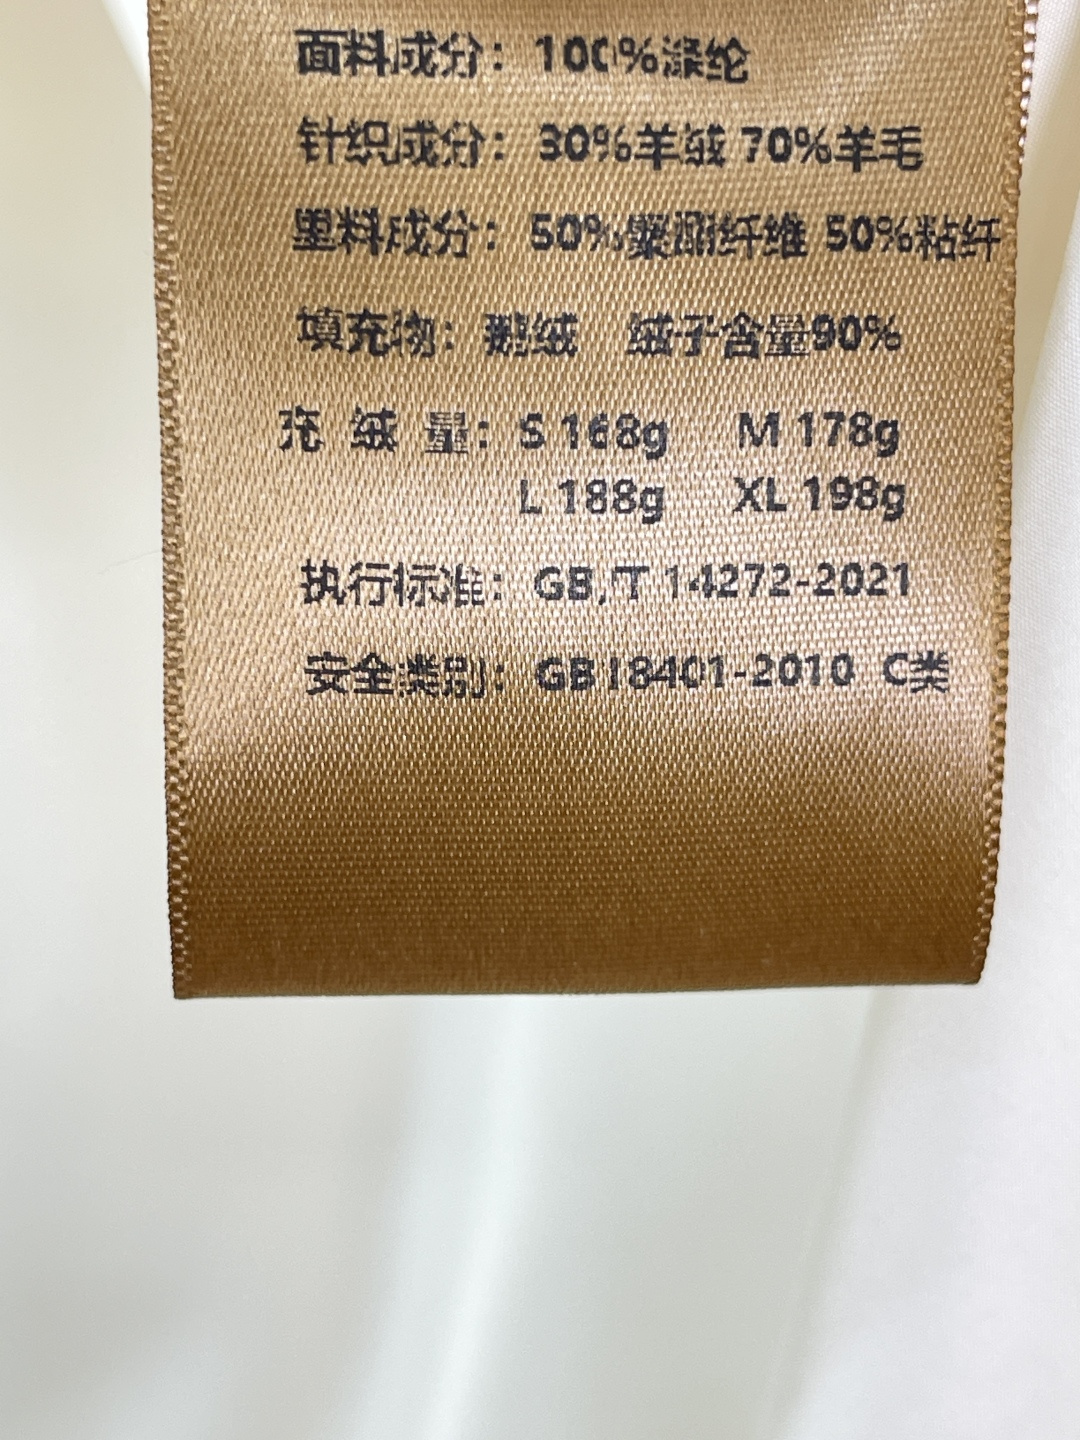 面料成分：100%涤纶
针织成分：30%羊绒 70%羊毛
里料成分：50%聚酯纤维 50%粘纤
填充物：鹅绒 绒子含量90%
充 绒 量：S 168g M 178g
L 188g XL 198g
执行标准：GB/T 14272-2021
安全类别：GB18401-2010 C类